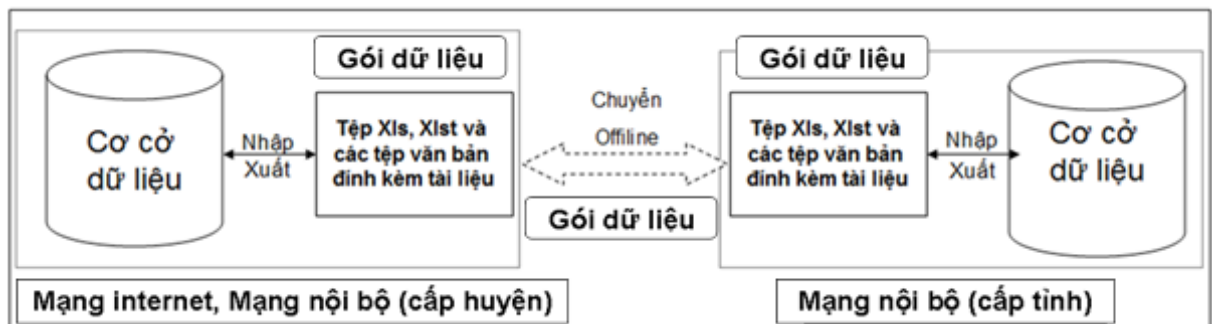 Gói dữ liệu
Cơ cở
dữ liệu
Nhập
Xuất
Tệp Xls, Xlst và
các tệp văn bản
đính kèm tài liệu
Chuyển
Offiline
Gói dữ liệu
Gói dữ liệu
Tệp Xls, Xlst và
các tệp văn bản
đính kèm tài liệu
Nhập
Xuất
Cơ cở
dữ liệu
Mạng internet, Mạng nội bộ (cấp huyện)
Mạng nội bộ (cấp tỉnh)